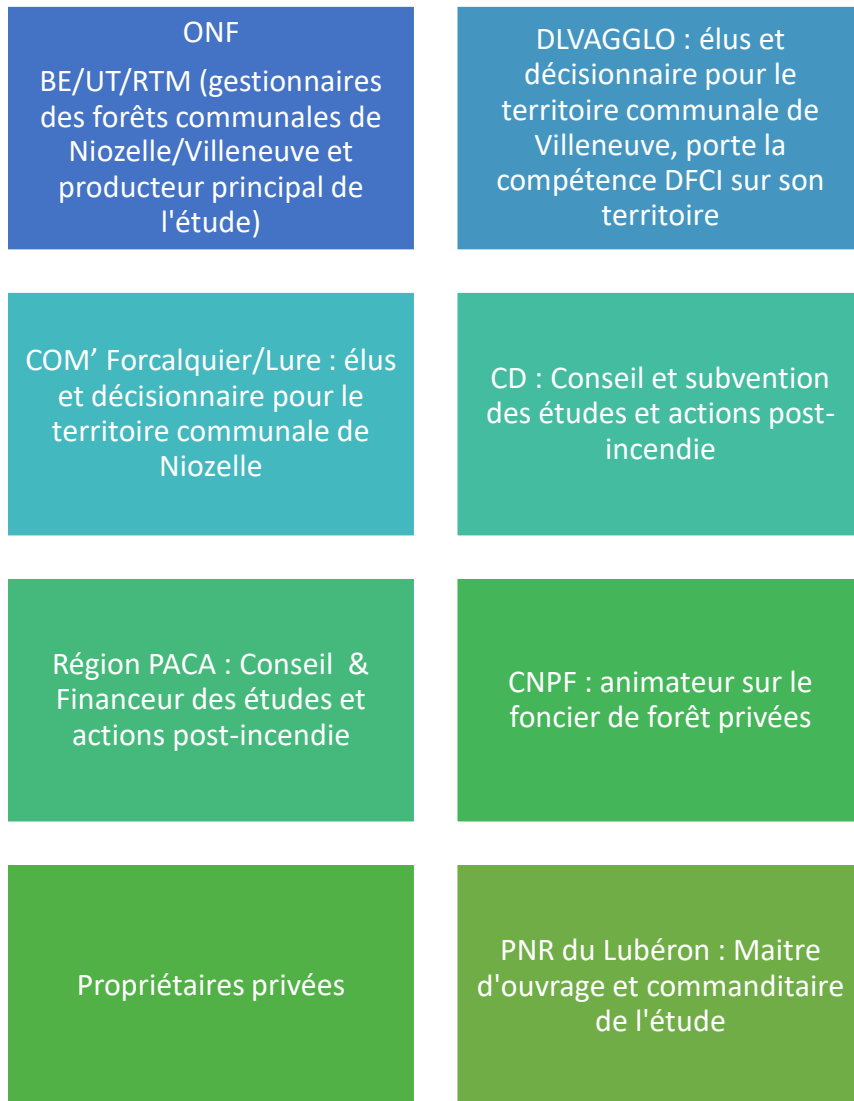 ONF
BE/UT/RTM (gestionnaires
des forêts communales de
Niozelle/Villeneuve et
producteur principal de
l'étude)
DLVAGGLO : élus et
décisionnaire pour le
territoire communale de
Villeneuve, porte la
compétence DFCI sur son
territoire
COM’ Forcalquier/Lure : élus
et décisionnaire pour le
territoire communale de
Niozelle
CD : Conseil et subvention
des études et actions post-
incendie
Région PACA : Conseil &
Financeur des études et
actions post-incendie
CNPF : animateur sur le
foncier de forêt privées
Propriétaires privées
PNR du Lubéron : Maitre
d'ouvrage et commanditaire
de l'étude